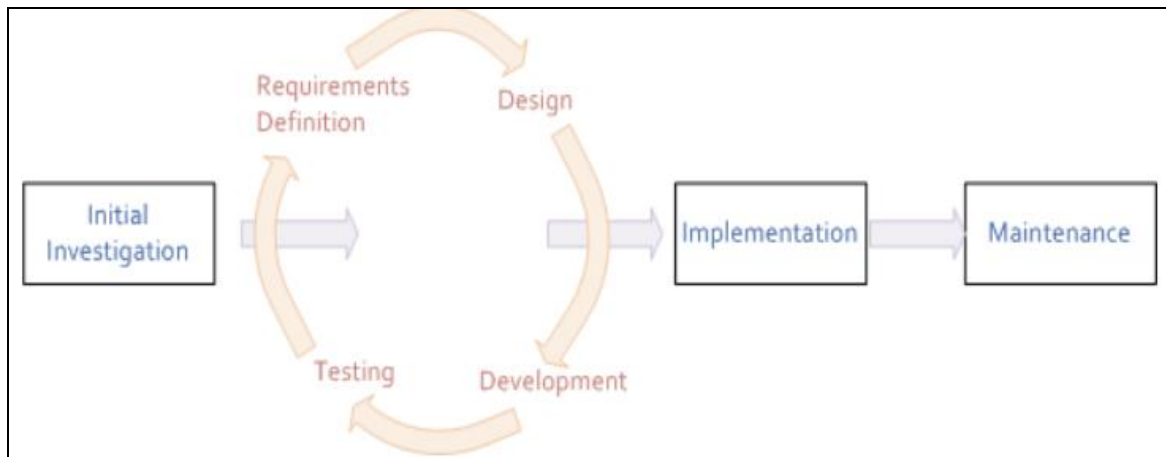 Requirements
Definition
Design
Initial
Investigation
Implementation
Maintenance
Testing
Development